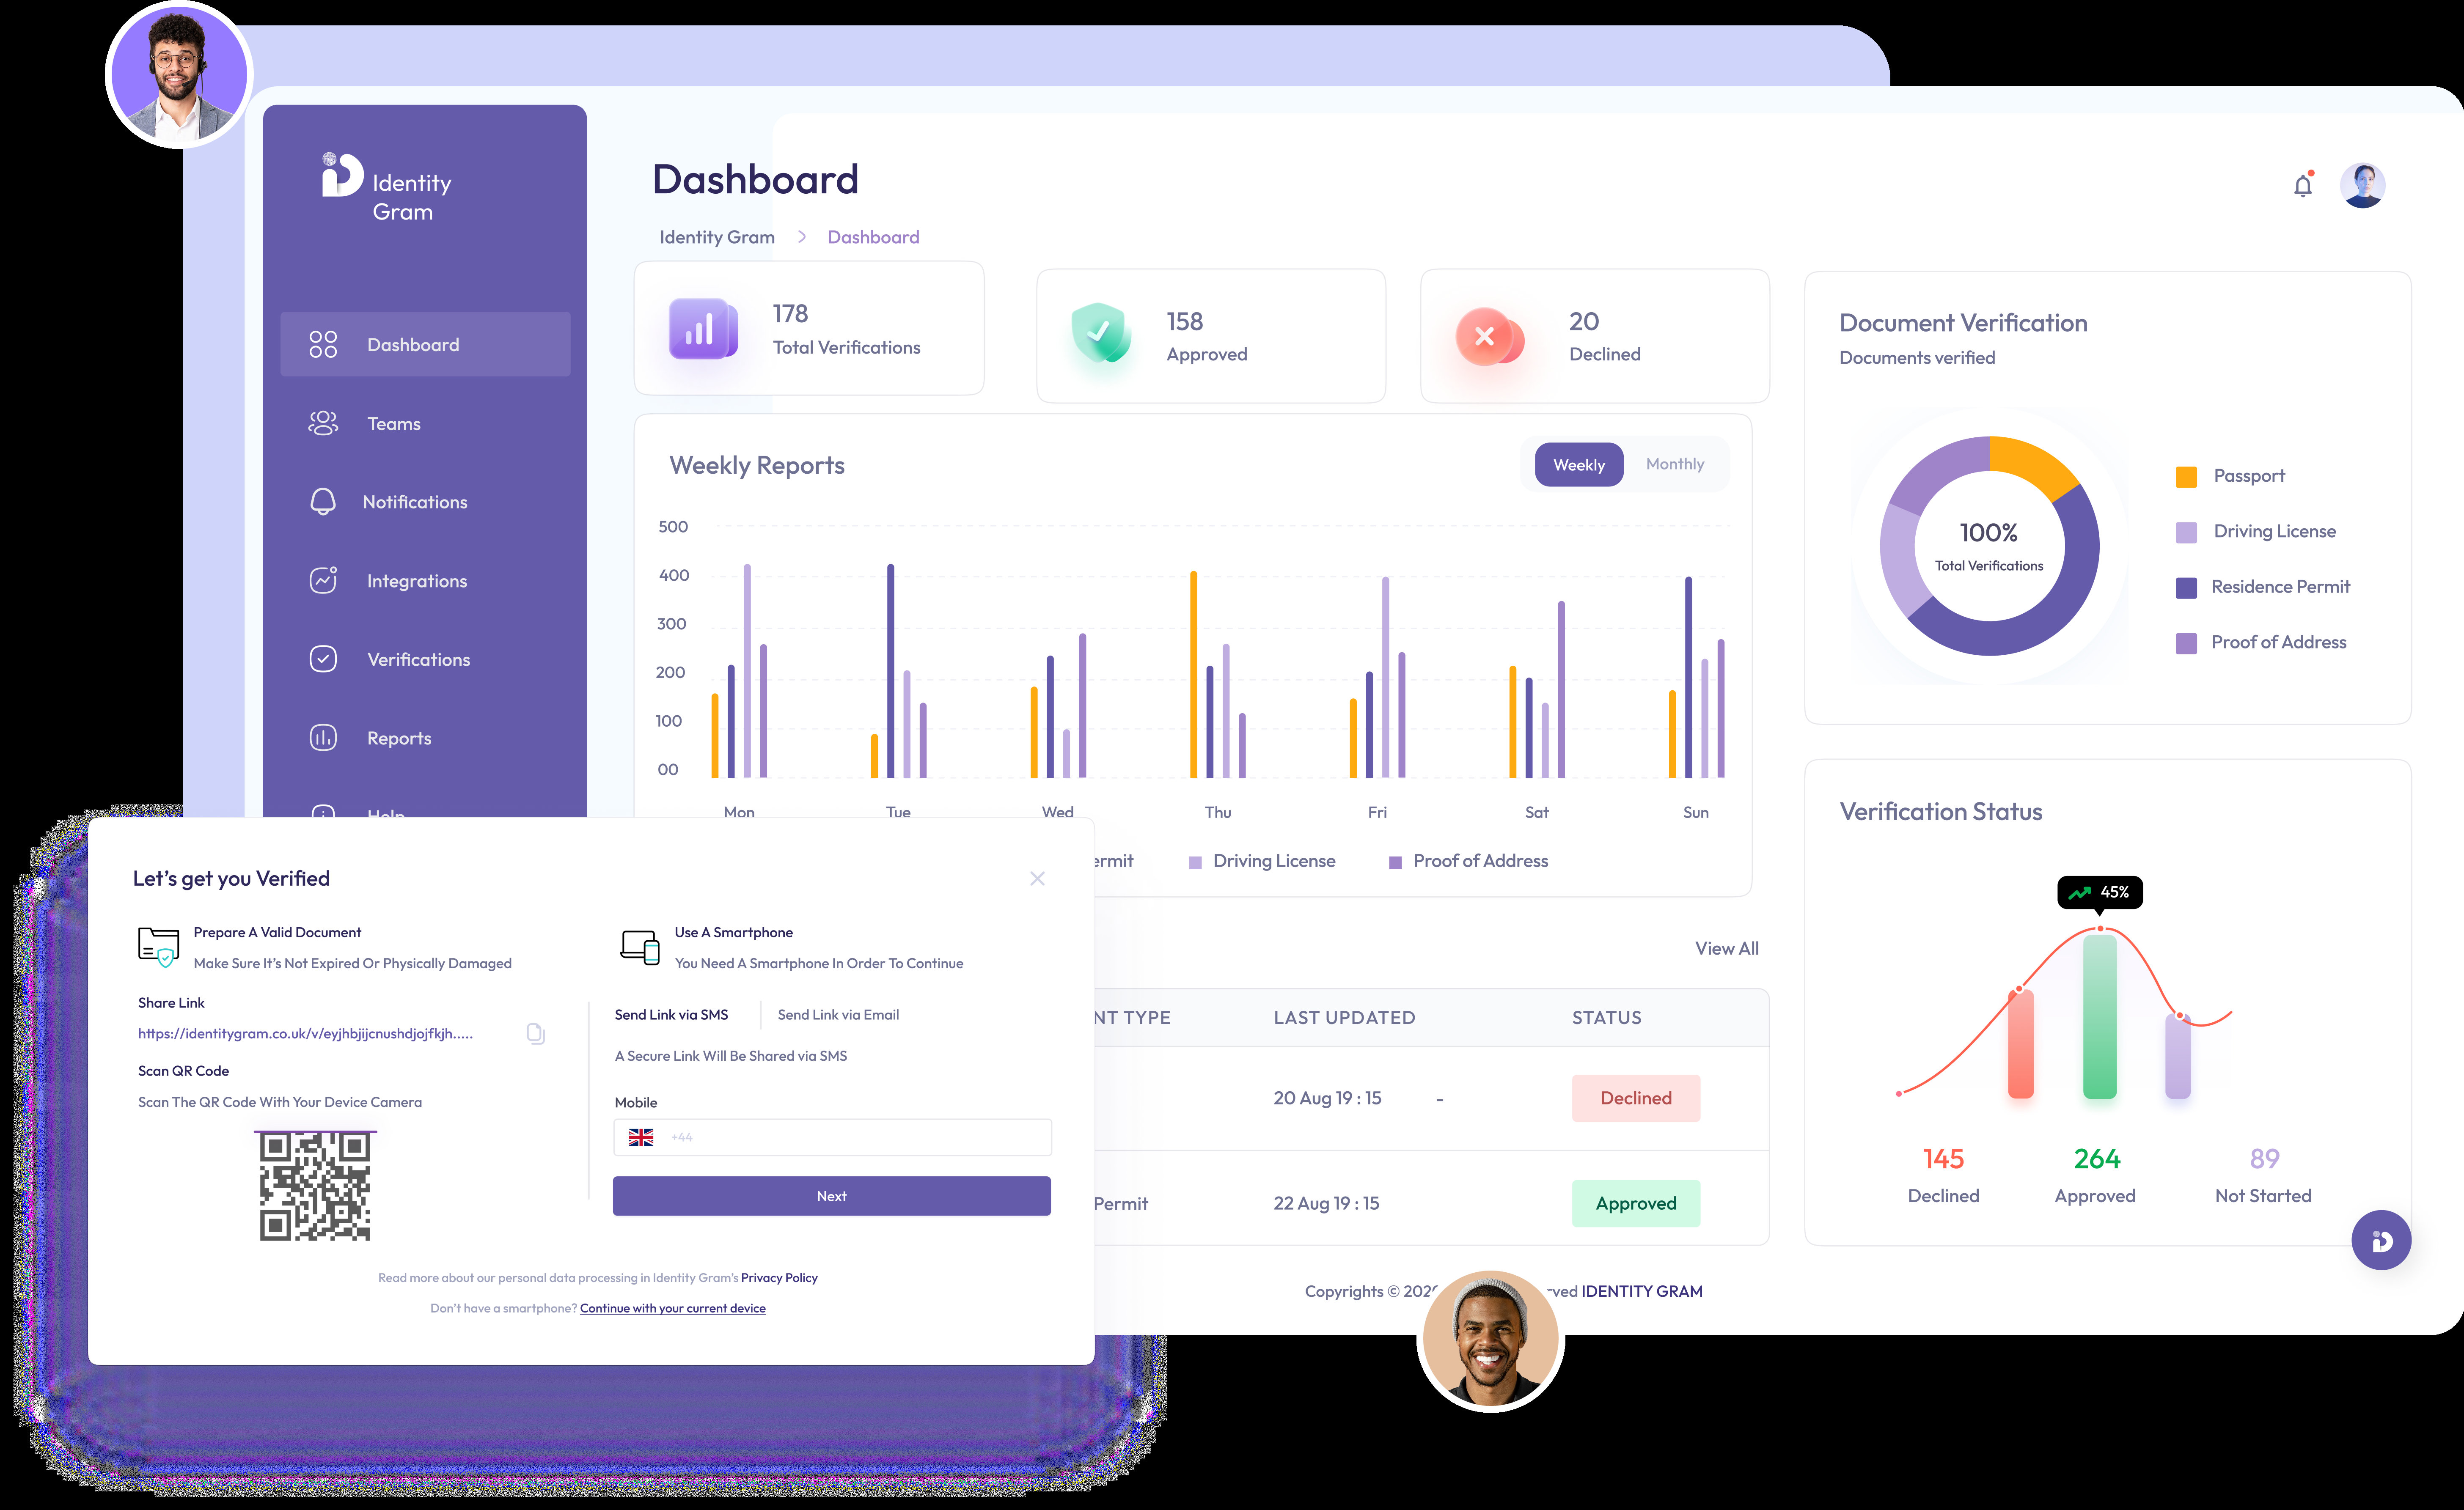 Identity
Gram
Dashboard
Teams
Notifications
Integrations
Verifications
Reports
Help
Dashboard
Identity Gram > Dashboard
178
Total Verifications
158
Approved
20
Declined
Weekly Reports
Weekly
Monthly
500
400
300
200
100
00
Mon Tue Wed Thu Fri Sat Sun
ermit Driving License Proof of Address
View All
NT TYPE LAST UPDATED STATUS
20 Aug 19 : 15 - Declined
Permit 22 Aug 19 : 15 Approved
Copyrights © 202 rved IDENTITY GRAM
Document Verification
Documents verified
100%
Total Verifications
Passport
Driving License
Residence Permit
Proof of Address
Verification Status
45%
145
Declined
264
Approved
89
Not Started
Let's get you Verified
Prepare A Valid Document
Make Sure It's Not Expired Or Physically Damaged
Use A Smartphone
You Need A Smartphone In Order To Continue
Share Link
https://identitygram.co.uk/v/eyjhbjijcnushdjojfkjh.....
Scan QR Code
Scan The QR Code With Your Device Camera
Send Link via SMS
Send Link via Email
A Secure Link Will Be Shared via SMS
Mobile
+44
Next
Read more about our personal data processing in Identity Gram's Privacy Policy
Don't have a smartphone? Continue with your current device